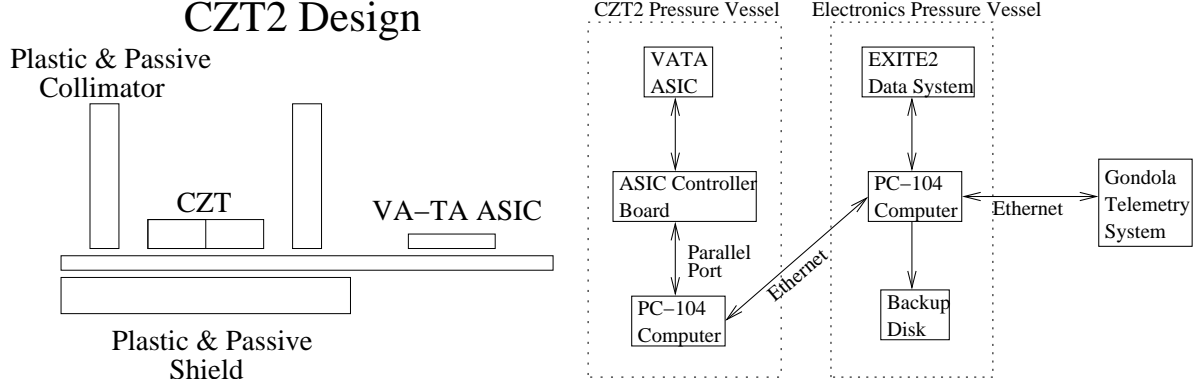 CZT2 Design
Plastic & Passive
Collimator
CZT
VA−TA ASIC
Plastic & Passive
Shield
CZT2 Pressure Vessel
VATA
ASIC
ASIC Controller
Board
Parallel
Port
PC−104
Computer
Ethernet
Electronics Pressure Vessel
EXITE2
Data System
PC−104
Computer
Backup
Disk
Ethernet
Gondola
Telemetry
System